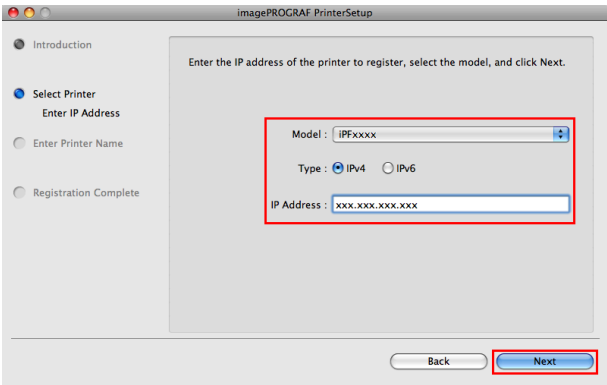 imagePROGRAF PrinterSetup
Introduction
Select Printer
Enter IP Address
Enter Printer Name
Registration Complete
Enter the IP address of the printer to register, select the model, and click Next.
Model : iPFxxxx
Type : IPv4 IPv6
IP Address : xxx.xxx.xxx.xxx
Back Next